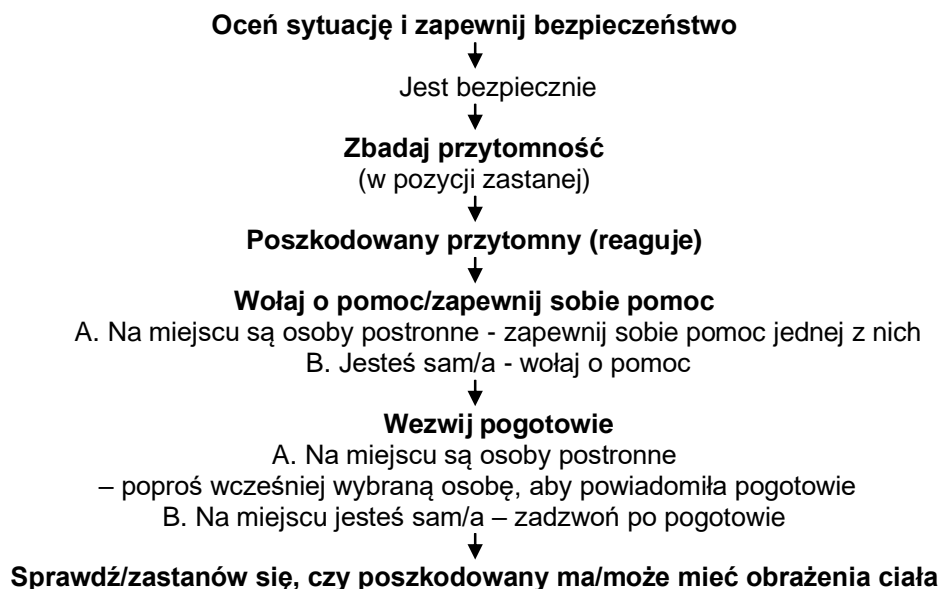 Oceń sytuację i zapewnij bezpieczeństwo
Jest bezpiecznie
Zbadaj przytomność
(w pozycji zastanej)
Poszkodowany przytomny (reaguje)
Wołaj o pomoc/zapewnij sobie pomoc
A. Na miejscu są osoby postronne - zapewnij sobie pomoc jednej z nich
B. Jesteś sam/a - wołaj o pomoc
Wezwij pogotowie
A. Na miejscu są osoby postronne
– poproś wcześniej wybraną osobę, aby powiadomiła pogotowie
B. Na miejscu jesteś sam/a – zadzwoń po pogotowie
Sprawdź/zastanów się, czy poszkodowany ma/może mieć obrażenia ciała